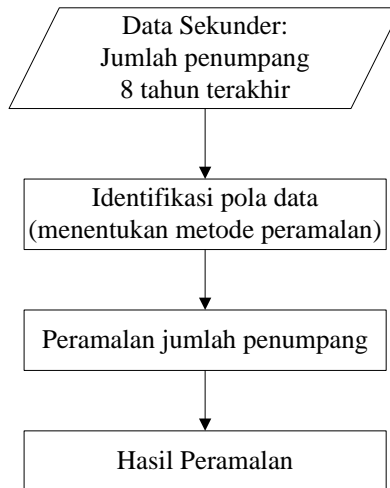 Data Sekunder:
Jumlah penumpang
8 tahun terakhir
Identifikasi pola data
(menentukan metode peramalan)
Peramalan jumlah penumpang
Hasil Peramalan